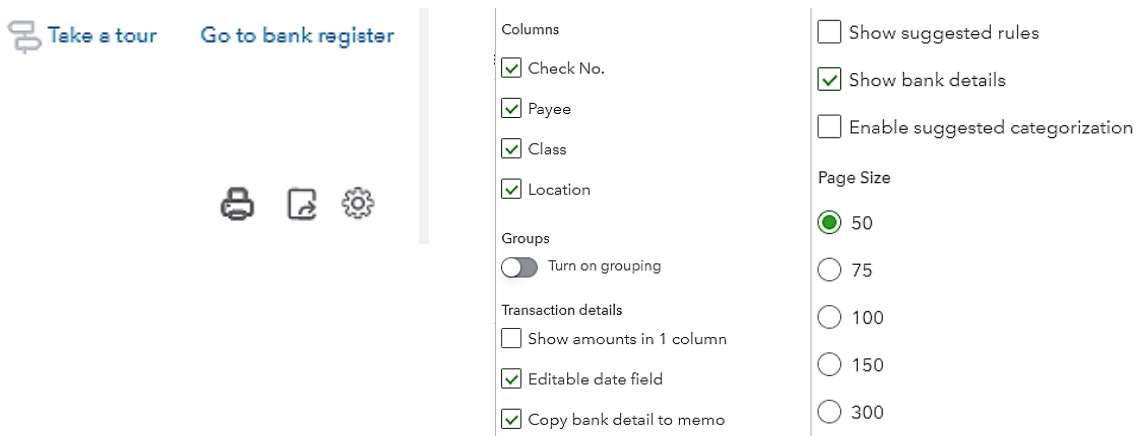 Take a tour
Go to bank register
Columns
Check No.
Payee
Class
Location
Groups
Turn on grouping
Transaction details
Show amounts in 1 column
Editable date field
Copy bank detail to memo
Show suggested rules
Show bank details
Enable suggested categorization
Page Size
50
75
100
150
300